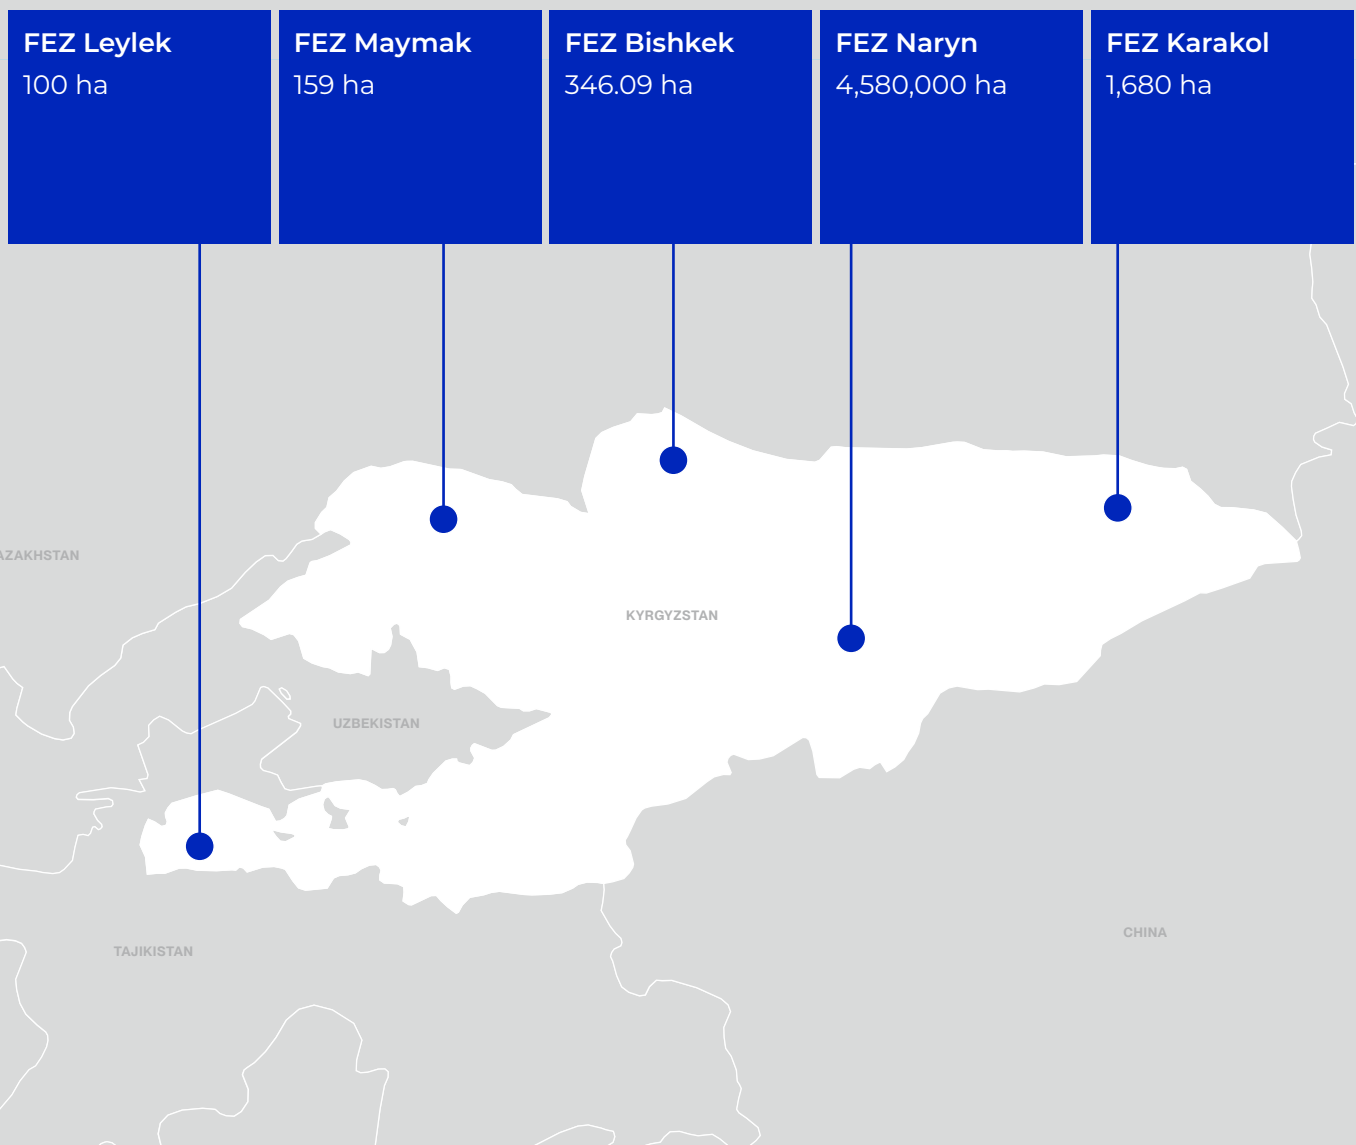 FEZ Leylek
100 ha
FEZ Maymak
159 ha
FEZ Bishkek
346.09 ha
FEZ Naryn
4,580,000 ha
FEZ Karakol
1,680 ha
AZAKHSTAN
KYRGYZSTAN
UZBEKISTAN
TAJIKISTAN
CHINA